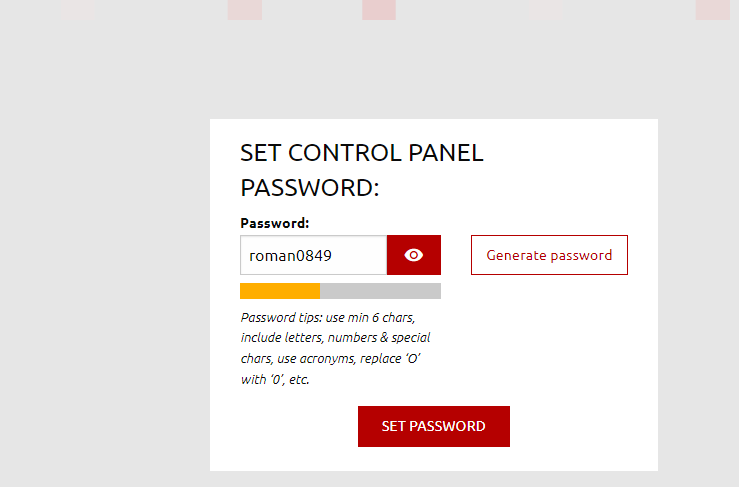 SET CONTROL PANEL
PASSWORD:
Password:
roman0849
Generate password
Password tips: use min 6 chars,
include letters, numbers & special
chars, use acronyms, replace ‘O’
with ‘0’, etc.
SET PASSWORD